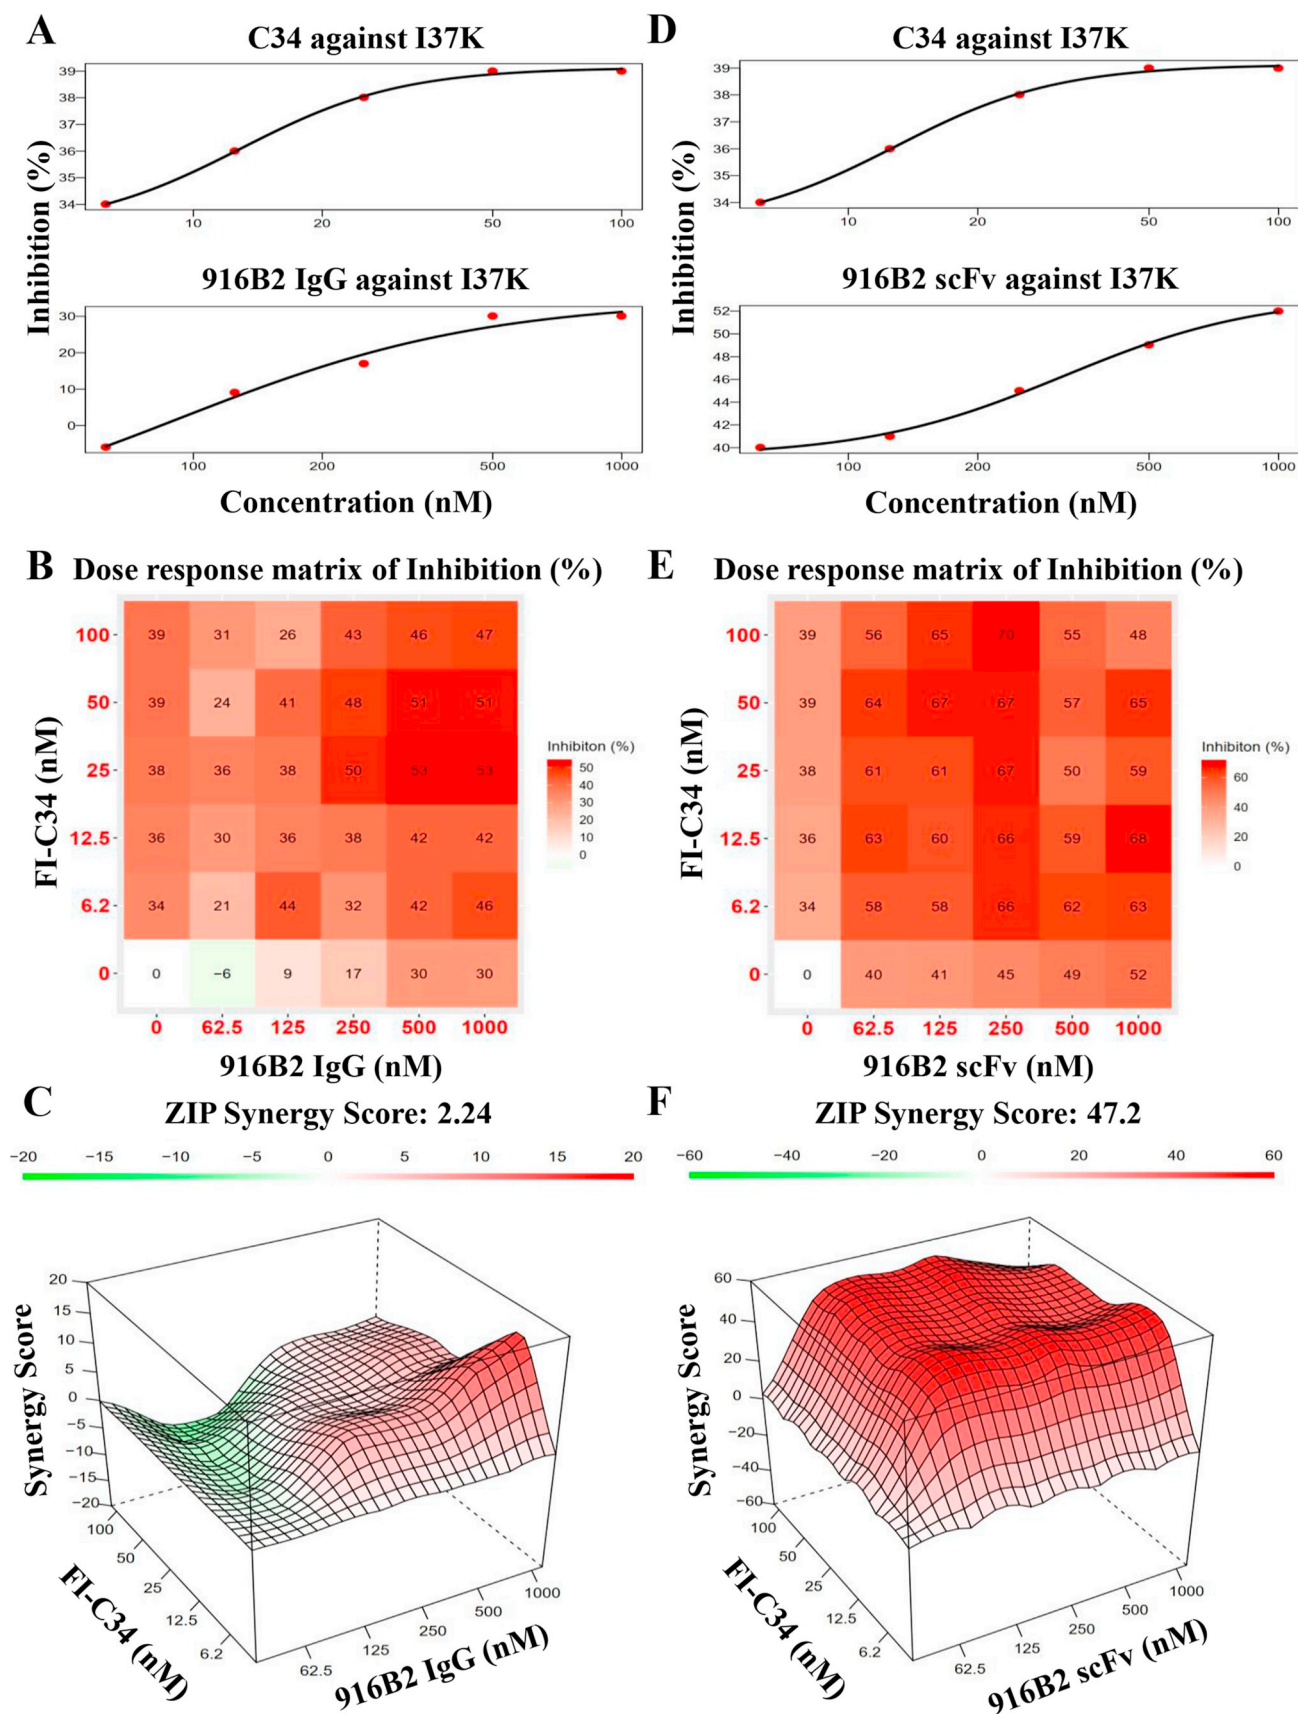 A
C34 against I37K
39
38
37
36
35
34
10 20 50 100
916B2 IgG against I37K
30
20
10
0
100 200 500 1000
Inhibition (%)
Concentration (nM)
D
C34 against I37K
39
38
37
36
35
34
10 20 50 100
916B2 scFv against I37K
52
50
48
46
44
42
40
100 200 500 1000
Inhibition (%)
Concentration (nM)
B Dose response matrix of Inhibition (%)
100 39 31 26 43 46 47
50 39 24 41 48 51 51
25 38 36 38 50 53 53
12.5 36 30 36 38 42 42
6.2 34 21 44 32 42 46
0 0 −6 9 17 30 30
0 62.5 125 250 500 1000
FI-C34 (nM)
916B2 IgG (nM)
Inhibiton (%)
50
40
30
20
10
0
E Dose response matrix of Inhibition (%)
100 39 56 65 70 55 48
50 39 64 67 67 57 65
25 38 61 61 67 50 59
12.5 36 63 60 66 59 68
6.2 34 58 58 66 62 63
0 0 40 41 45 49 52
0 62.5 125 250 500 1000
FI-C34 (nM)
916B2 scFv (nM)
Inhibiton (%)
60
40
20
0
C ZIP Synergy Score: 2.24
−20 −15 −10 −5 0 5 10 15 20
20
15
10
5
0
−5
−10
−15
−20
Synergy Score
100
50
25
12.5
6.2
FI-C34 (nM)
62.5 125 250 500 1000
916B2 IgG (nM)
F ZIP Synergy Score: 47.2
−60 −40 −20 0 20 40 60
60
40
20
0
−20
−40
−60
Synergy Score
100
50
25
12.5
6.2
FI-C34 (nM)
62.5 125 250 500 1000
916B2 scFv (nM)